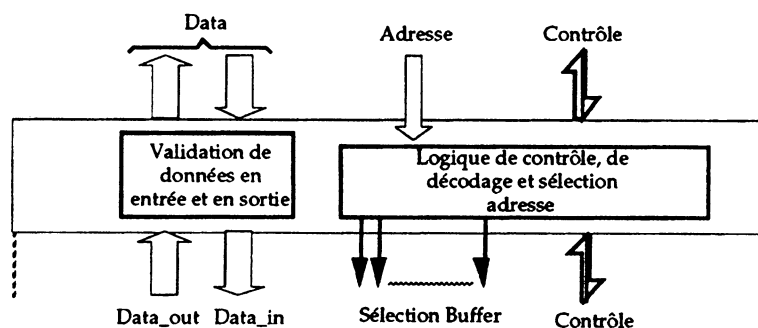 Data
Adresse
Contrôle
Validation de
données en
entrée et en sortie
Logique de contrôle, de
décodage et sélection
adresse
Data_out
Data_in
Sélection Buffer
Contrôle